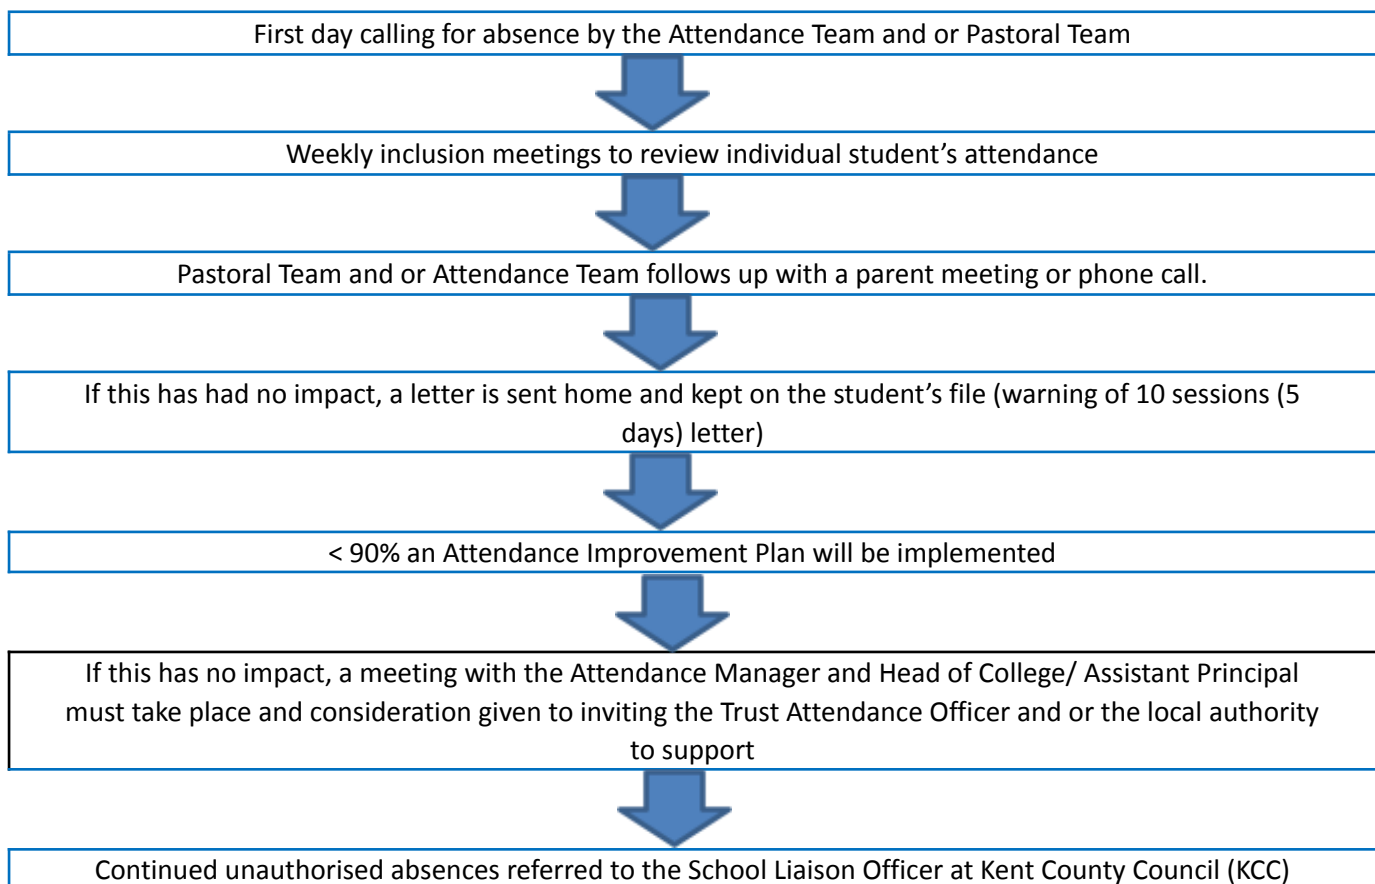 First day calling for absence by the Attendance Team and or Pastoral Team
Weekly inclusion meetings to review individual student’s attendance
Pastoral Team and or Attendance Team follows up with a parent meeting or phone call.
If this has had no impact, a letter is sent home and kept on the student’s file (warning of 10 sessions (5
days) letter)
< 90% an Attendance Improvement Plan will be implemented
If this has no impact, a meeting with the Attendance Manager and Head of College/ Assistant Principal
must take place and consideration given to inviting the Trust Attendance Officer and or the local authority
to support
Continued unauthorised absences referred to the School Liaison Officer at Kent County Council (KCC)